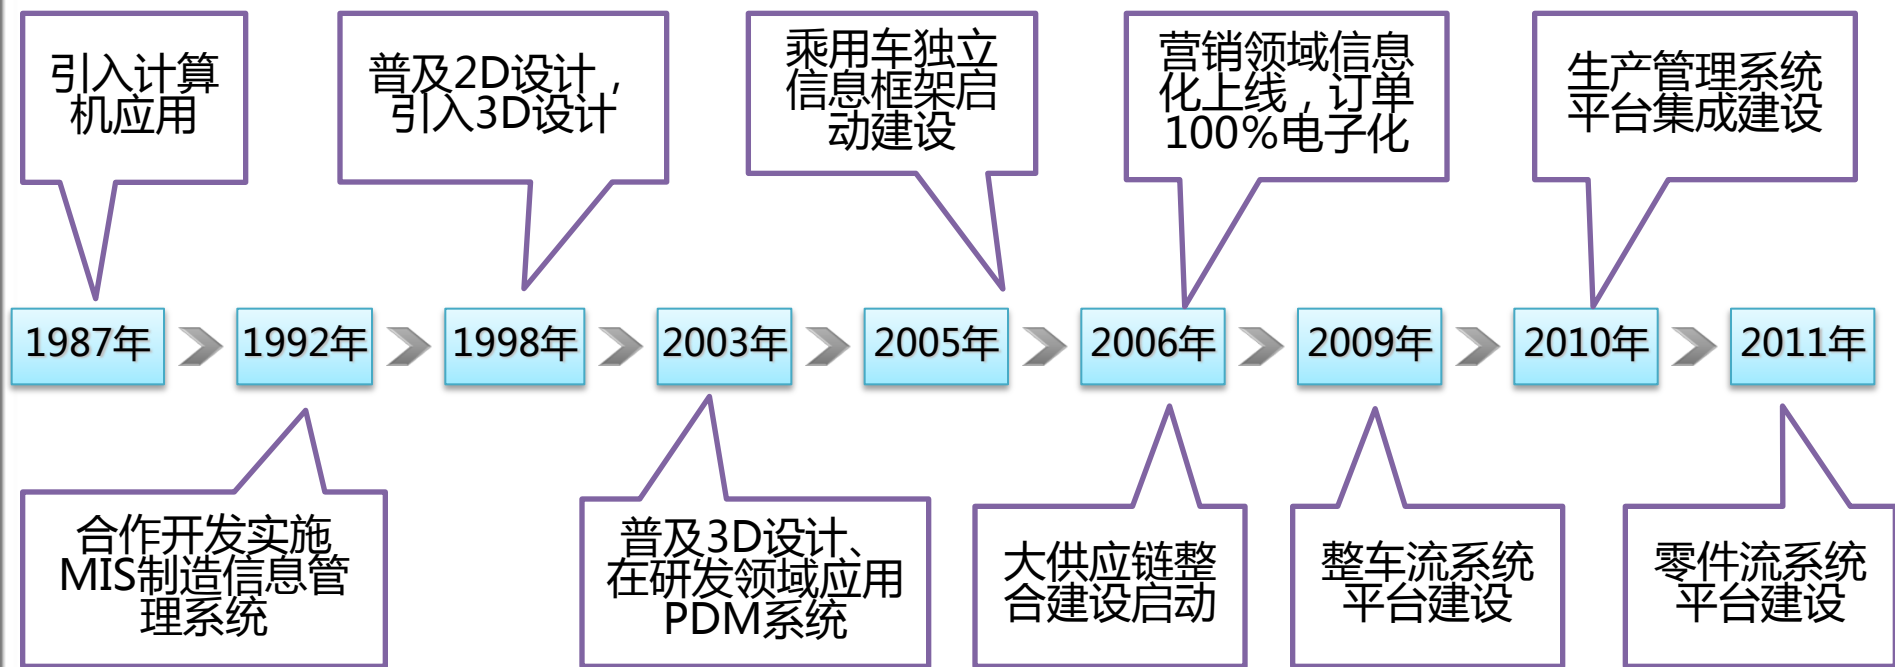 引入计算
机应用
普及2D设计，
引入3D设计
乘用车独立
信息框架启
动建设
营销领域信息
化上线，订单
100%电子化
生产管理系统
平台集成建设
1987年
1992年
1998年
2003年
2005年
2006年
2009年
2010年
2011年
合作开发实施
MIS制造信息管
理系统
普及3D设计、
在研发领域应用
PDM系统
大供应链整
合建设启动
整车流系统
平台建设
零件流系统
平台建设